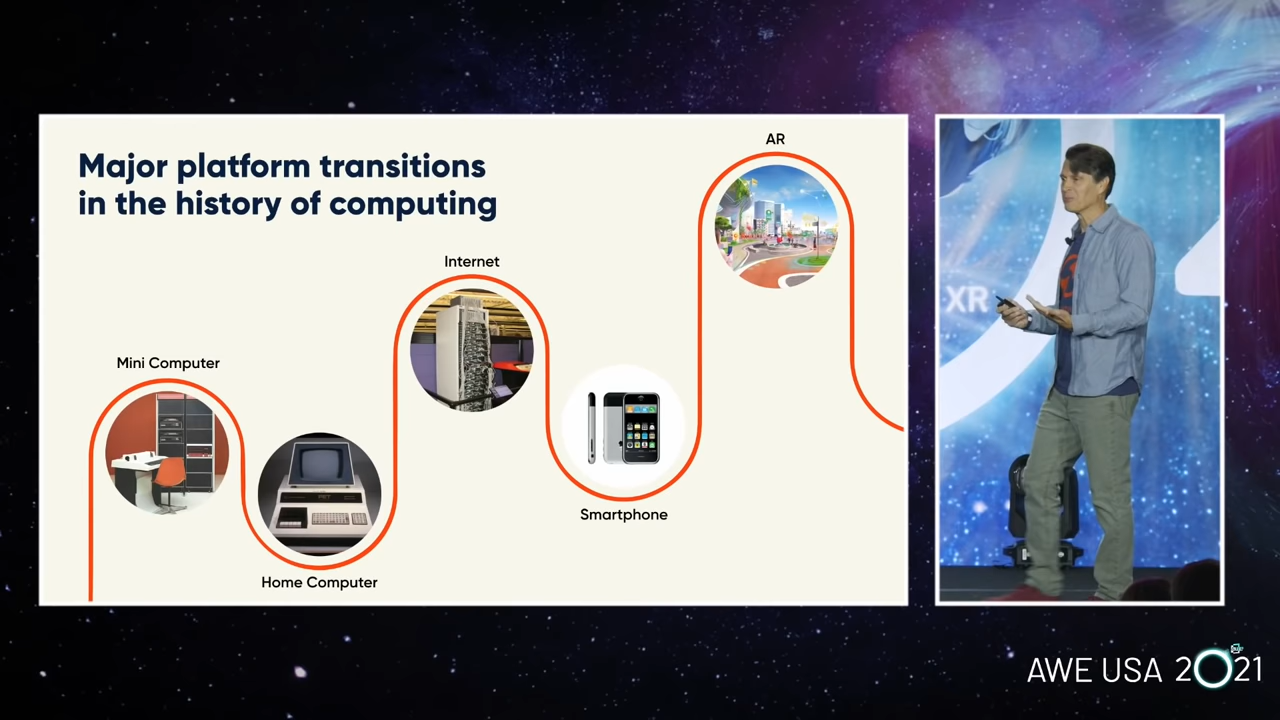 Major platform transitions
in the history of computing
Mini Computer
Home Computer
Internet
Smartphone
AR
XR
AWE USA 2021